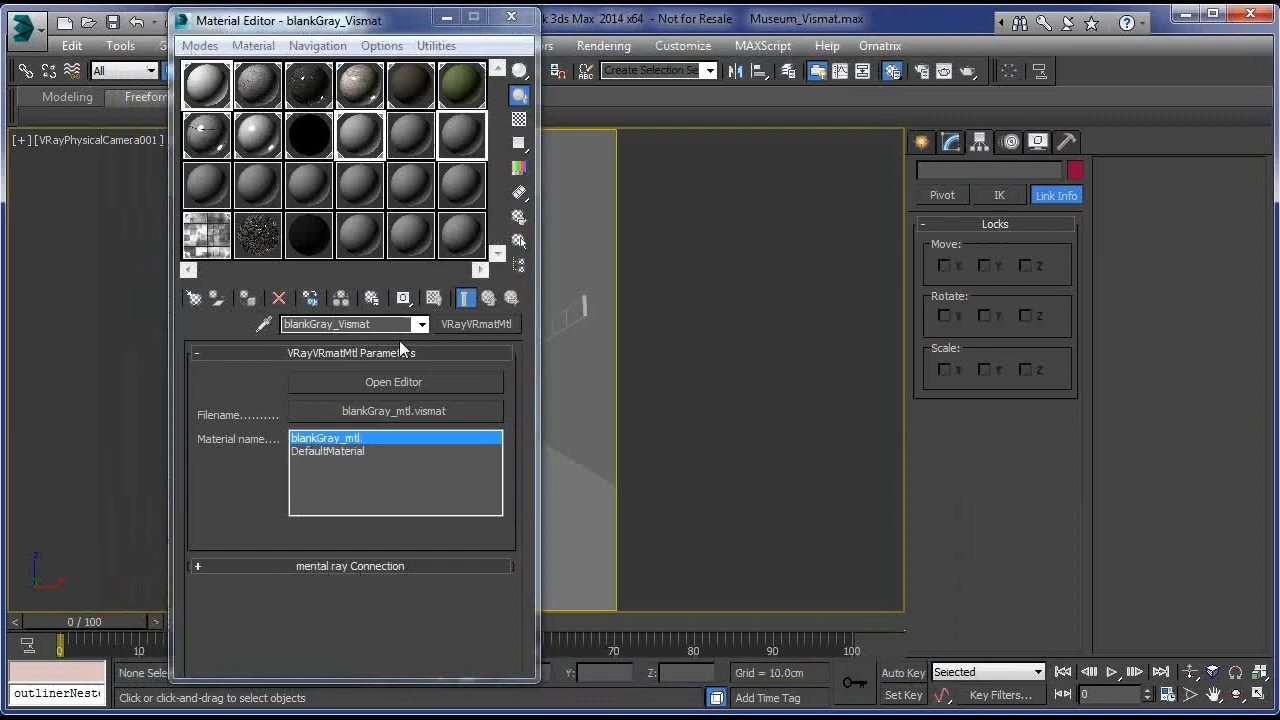 Material Editor - blankGray_Vismat
k 3ds Max 2014 x64 - Not for Resale Museum_Vismat.max
Edit Tools
Modes Material Navigation Options Utilities
Rendering Customize MAXScript Help Ornatrix
All
Create Selection Se
Modeling Freeform
[+] [VRayPhysicalCamera001]
Pivot IK Link Info
- Locks
Move:
X Y Z
Rotate:
X Y Z
Scale:
X Y Z
blankGray_Vismat VRayVRmatMtl
- VRayVRmatMtl Parameters
Open Editor
Filename.......... blankGray_mtl.vismat
Material name.... blankGray_mtl.
DefaultMaterial
+ mental ray Connection
z
x
< 0 / 100 >
0 10 70 80 90 100
None Sele Y: Z: Grid = 10.0cm Auto Key Selected
outlinerNeste Click or click-and-drag to select objects Add Time Tag Set Key Key Filters... 0